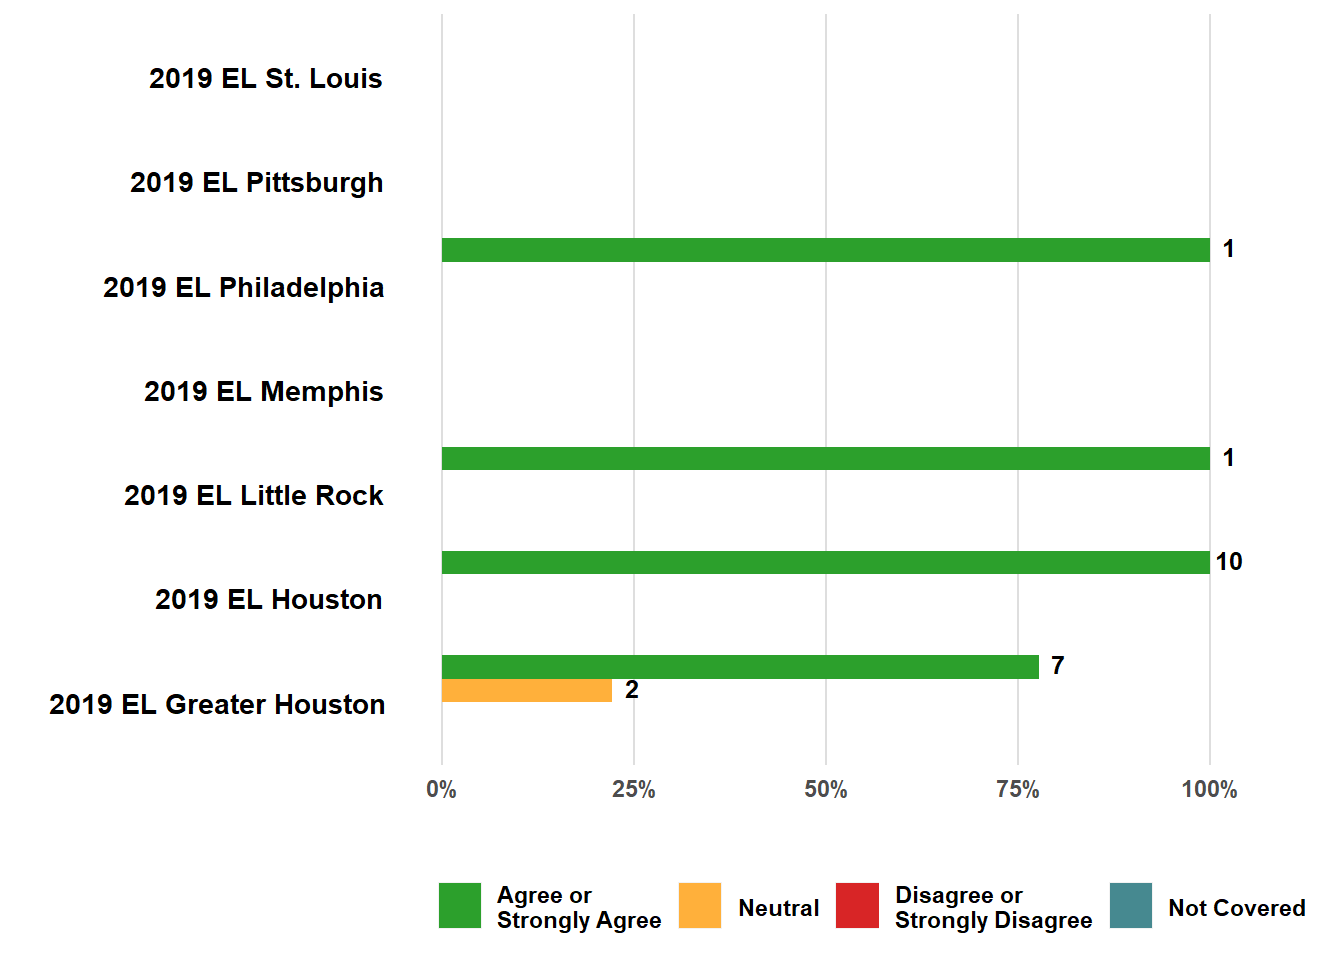 2019 EL St. Louis
2019 EL Pittsburgh
1
2019 EL Philadelphia
2019 EL Memphis
1
2019 EL Little Rock
10
2019 EL Houston
7
2
2019 EL Greater Houston
0% 25% 50% 75% 100%
Agree or
Strongly Agree
Neutral
Disagree or
Strongly Disagree
Not Covered